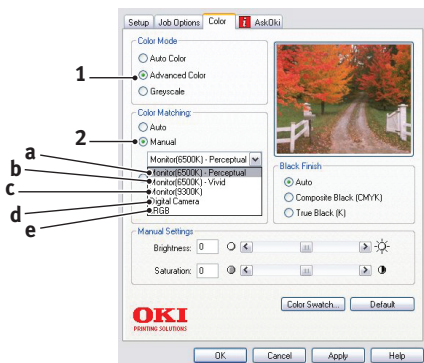 Setup Job Options Color AskOki
Color Mode
Auto Color
1 Advanced Color
Greyscale
Color Matching:
Auto
2 Manual
a Monitor(6500K) - Perceptual
Monitor(6500K) - Perceptual
b Monitor(6500K) - Vivid
c Monitor(9300K)
d Digital Camera
e sRGB
Black Finish
Auto
Composite Black (CMYK)
True Black (K)
Manual Settings
Brightness: 0
Saturation: 0
OKI
PRINTING SOLUTIONS
Color Swatch... Default
OK Cancel Apply Help